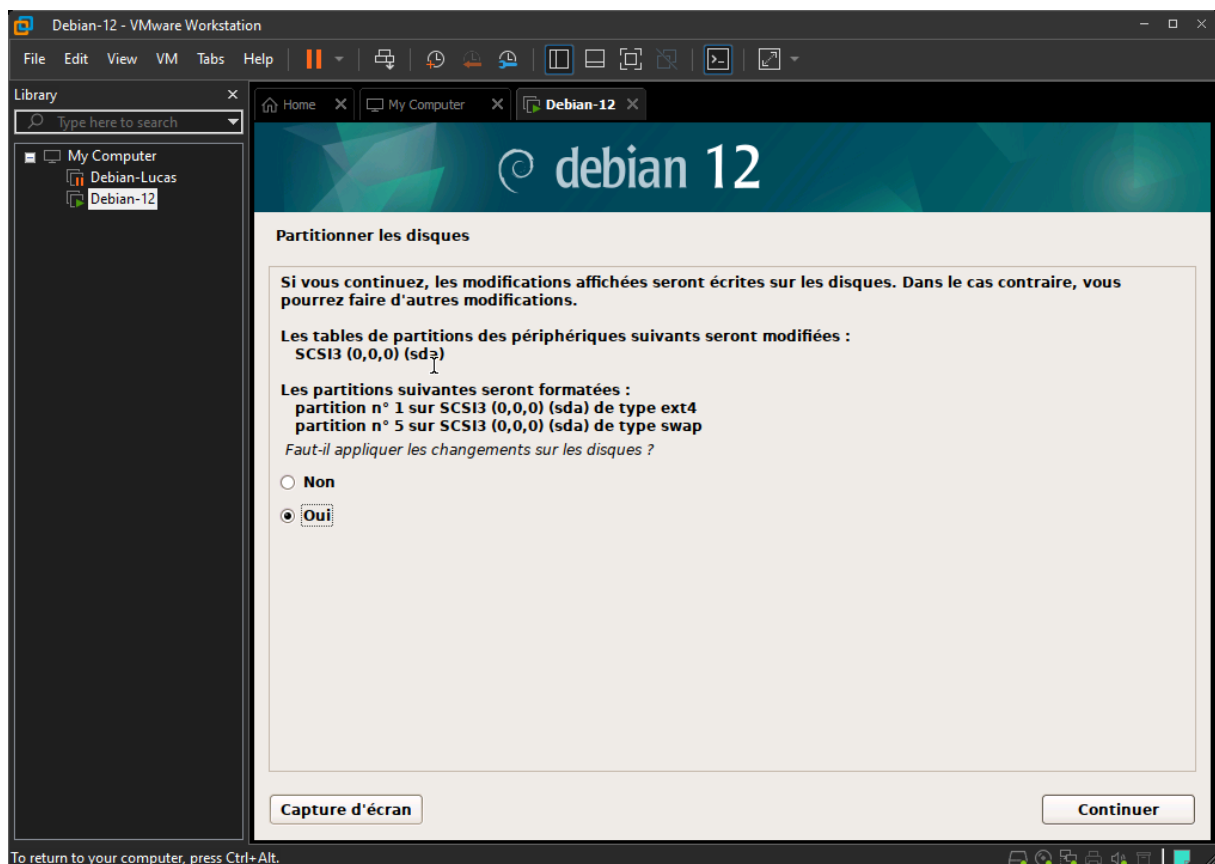 Debian-12 - VMware Workstation
File Edit View VM Tabs Help
Library
Type here to search
My Computer
Debian-Lucas
Debian-12
Home
My Computer
Debian-12
debian 12
Partitionner les disques
Si vous continuez, les modifications affichées seront écrites sur les disques. Dans le cas contraire, vous
pourrez faire d'autres modifications.
Les tables de partitions des périphériques suivants seront modifiées :
SCSI3 (0,0,0) (sda)
Les partitions suivantes seront formatées :
partition n° 1 sur SCSI3 (0,0,0) (sda) de type ext4
partition n° 5 sur SCSI3 (0,0,0) (sda) de type swap
Faut-il appliquer les changements sur les disques ?
Non
Oui
Capture d'écran
Continuer
To return to your computer, press Ctrl+Alt.